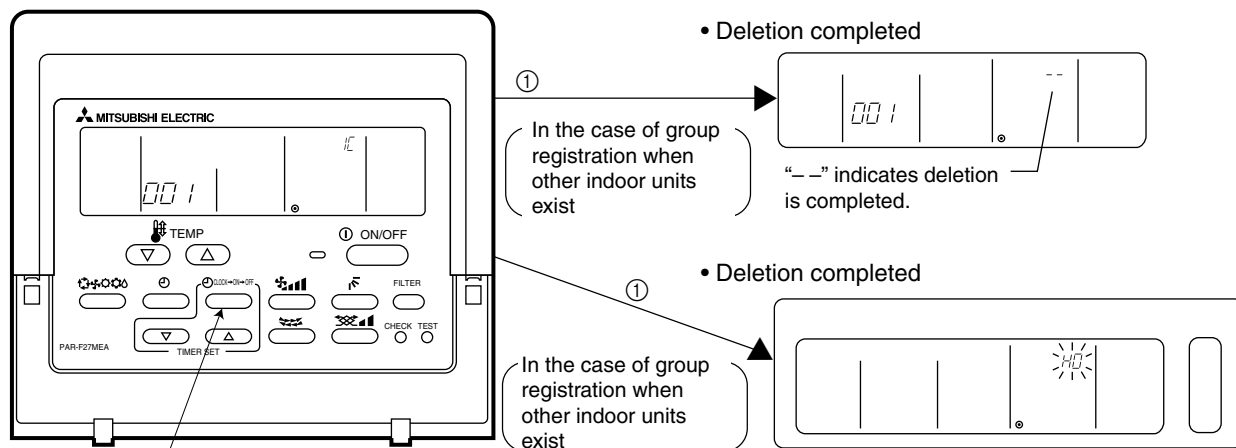 • Deletion completed
①
MITSUBISHI ELECTRIC
1C
001
001
- -
In the case of group
registration when
other indoor units
exist
“– –” indicates deletion
is completed.
TEMP
ON/OFF
CLOCK→ON→OFF
FILTER
CHECK TEST
PAR-F27MEA
TIMER SET
• Deletion completed
①
H0
In the case of group
registration when
other indoor units
exist